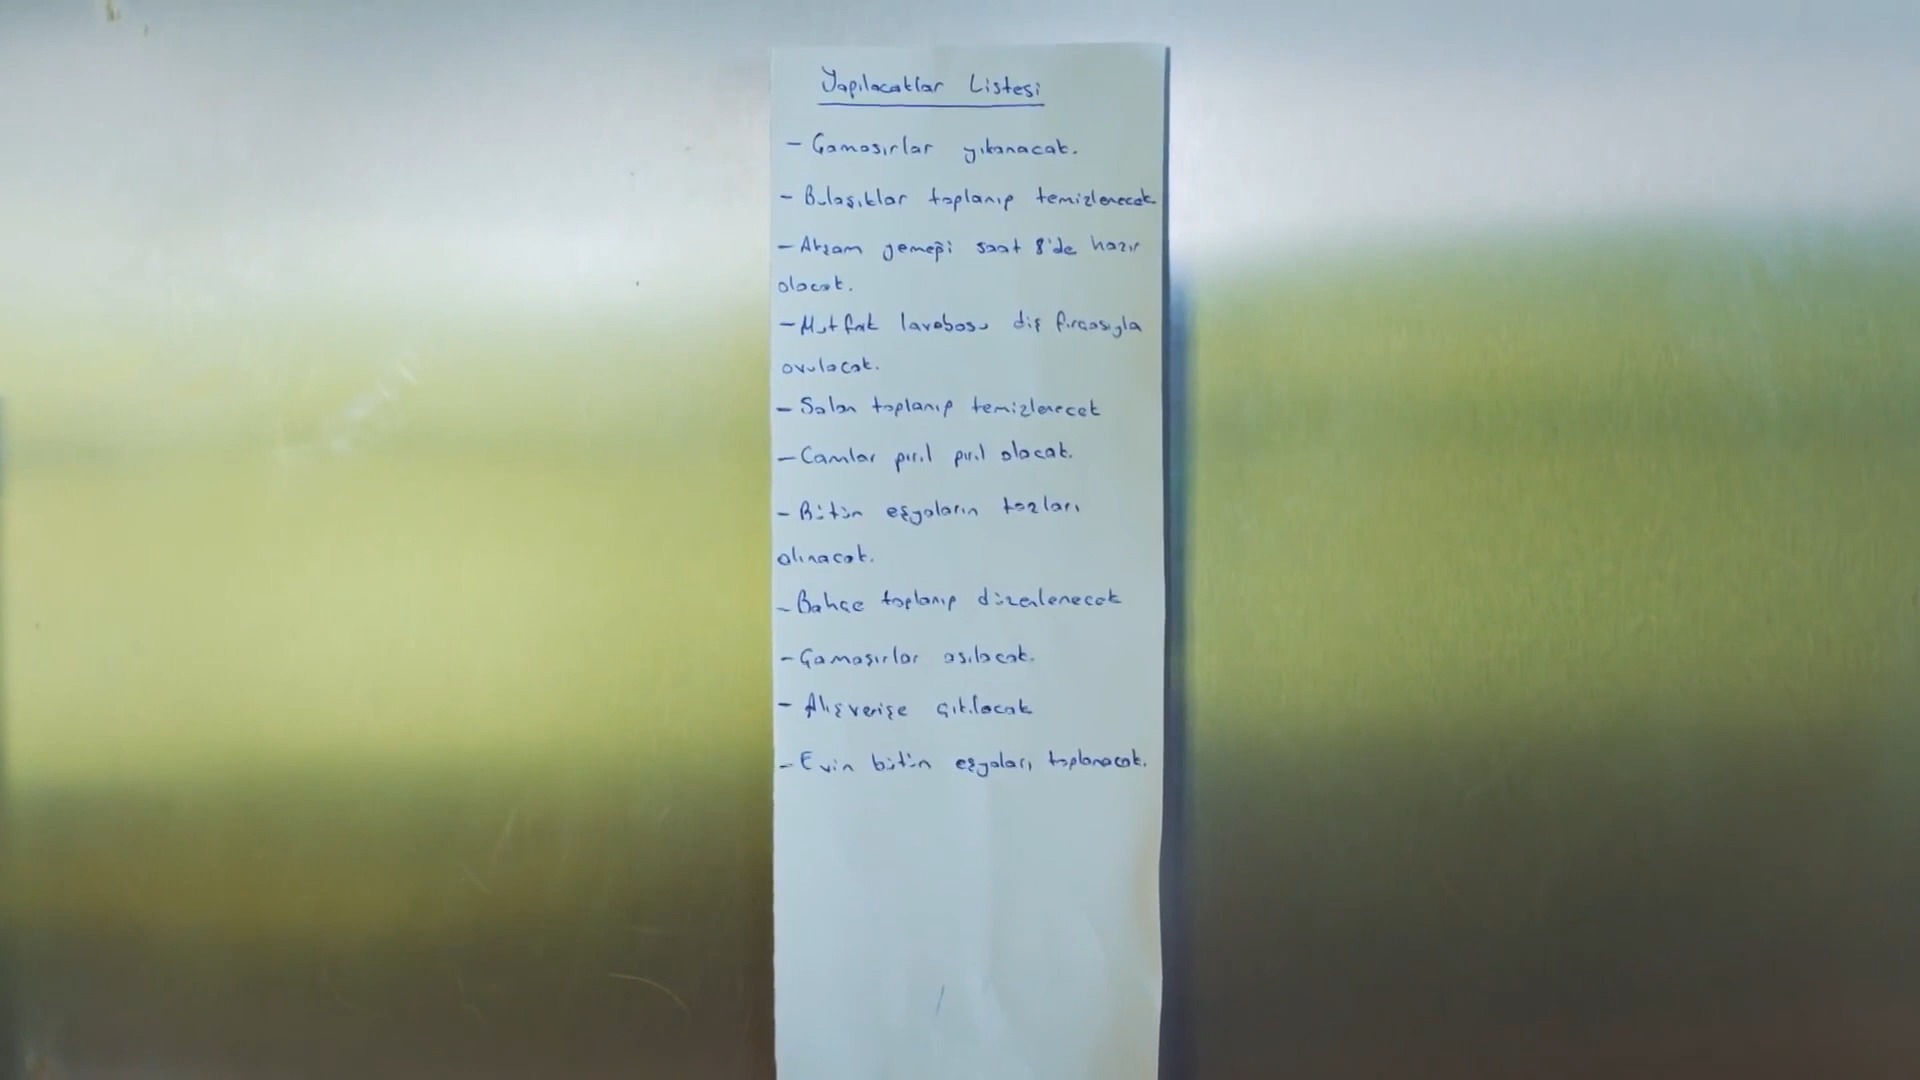 Yapılacaklar Listesi
- Çamaşırlar yıkanacak.
- Bulaşıklar toplanıp temizlenecek
- Akşam yemeği saat 8'de hazır
olacak.
- Mutfak lavabosu diş fırçasıyla
ovulacak.
- Salon toplanıp temizlenecek
- Camlar pırıl pırıl olacak.
- Bütün eşyaların tozları
alınacak.
- Bahçe toplanıp düzenlenecek
- Çamaşırlar asılacak.
- Alışverişe çıkılacak
- Evin bütün eşyaları toplanacak.